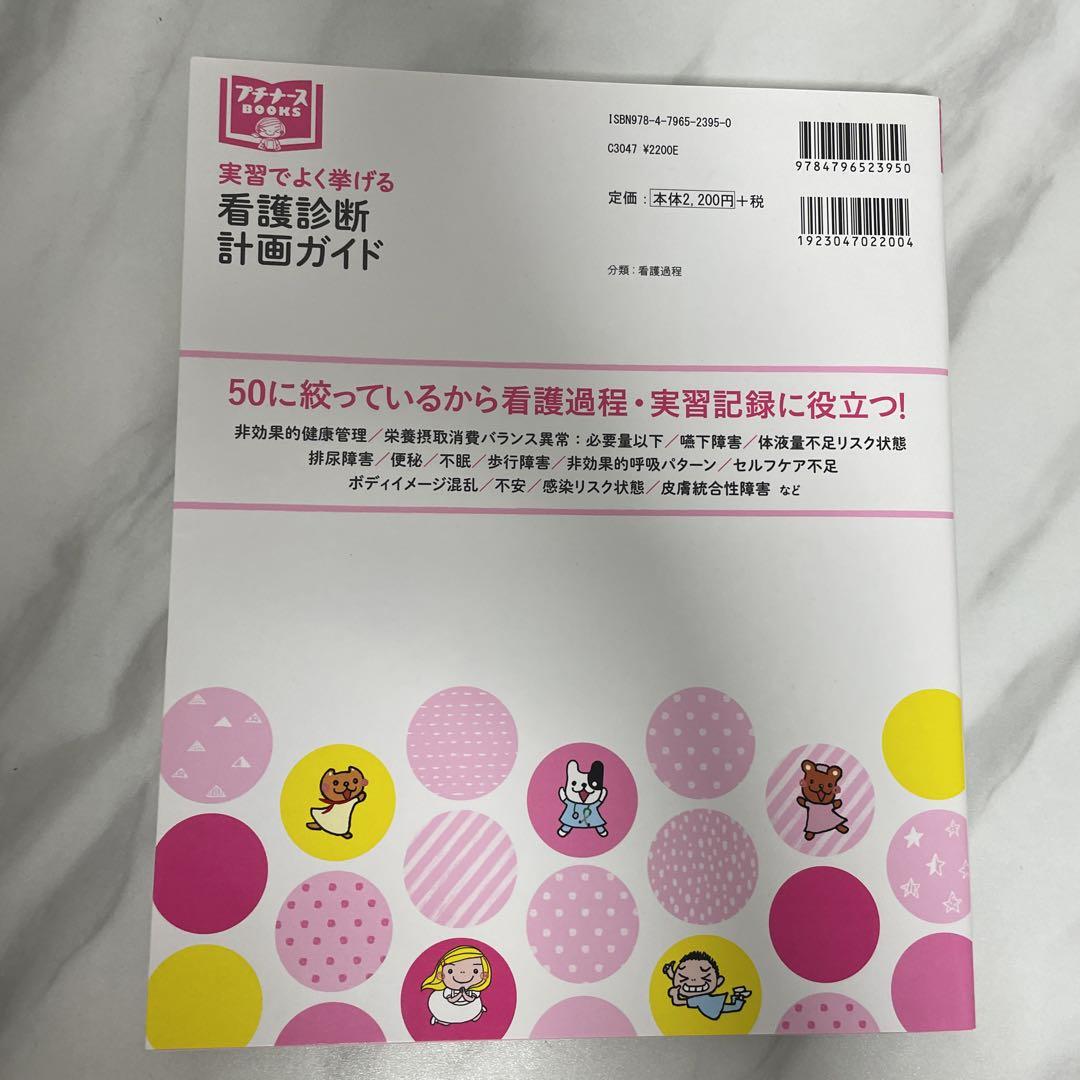 プチナース
BOOKS
実習でよく挙げる
看護診断
計画ガイド
ISBN978-4-7965-2395-0
C3047 ¥2200E
定価：本体2,200円+税
分類：看護過程
9784796523950
1923047022004
50に絞っているから看護過程・実習記録に役立つ!
非効果的健康管理／栄養摂取消費バランス異常：必要量以下／嚥下障害／体液量不足リスク状態
排尿障害／便秘／不眠／歩行障害／非効果的呼吸パターン／セルフケア不足
ボディイメージ混乱／不安／感染リスク状態／皮膚統合性障害 など